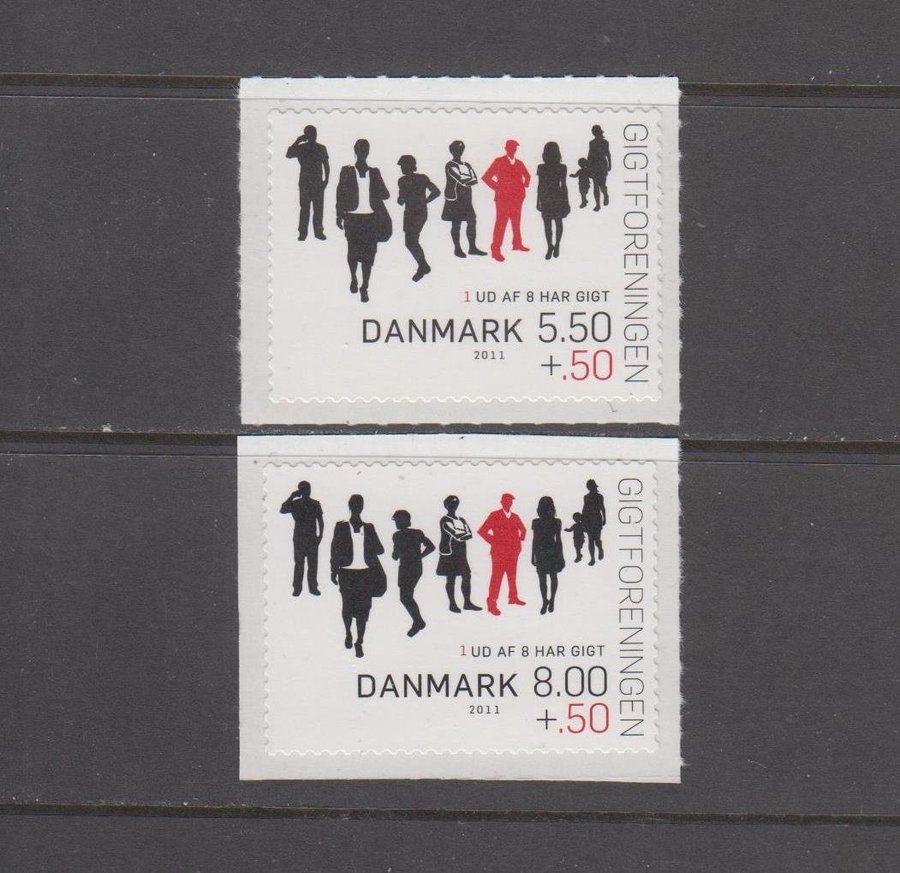 GIGTFORENINGEN
1 UD AF 8 HAR GIGT
DANMARK 5.50
2011
+.50
GIGTFORENINGEN
1 UD AF 8 HAR GIGT
DANMARK 8.00
2011
+.50